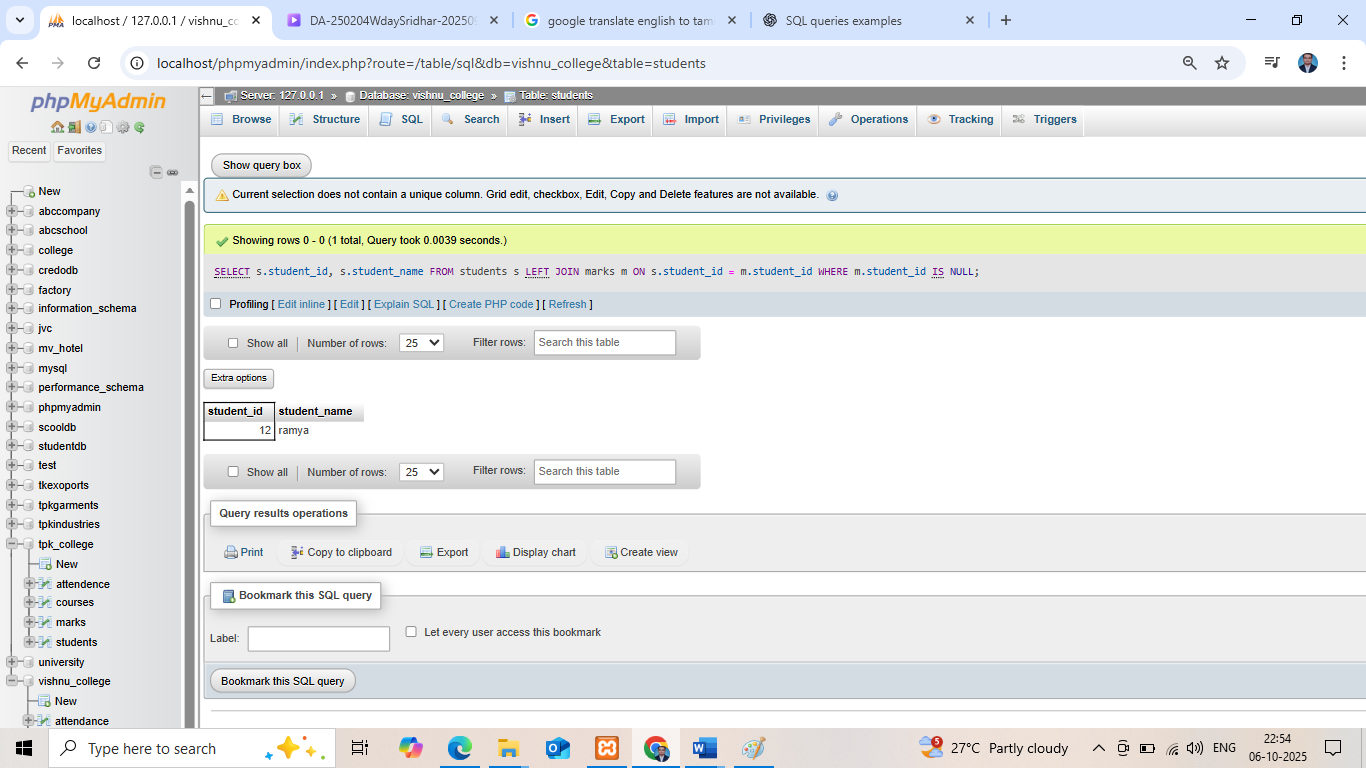 localhost / 127.0.0.1 / vishnu_co
DA-250204WdaySridhar-202509
google translate english to tami
SQL queries examples
localhost/phpmyadmin/index.php?route=/table/sql&db=vishnu_college&table=students
phpMyAdmin
Recent
Favorites
New
abccompany
abcschool
college
credodb
factory
information_schema
jvc
mv_hotel
mysql
performance_schema
phpmyadmin
scooldb
studentdb
test
tkexoports
tpkgarments
tpkindustries
tpk_college
New
attendence
courses
marks
students
university
vishnu_college
New
attendance
Server: 127.0.0.1 » Database: vishnu_college » Table: students
Browse Structure SQL Search Insert Export Import Privileges Operations Tracking Triggers
Show query box
Current selection does not contain a unique column. Grid edit, checkbox, Edit, Copy and Delete features are not available.
Showing rows 0 - 0 (1 total, Query took 0.0039 seconds.)
SELECT s.student_id, s.student_name FROM students s LEFT JOIN marks m ON s.student_id = m.student_id WHERE m.student_id IS NULL;
Profiling [ Edit inline ] [ Edit ] [ Explain SQL ] [ Create PHP code ] [ Refresh ]
Show all Number of rows: 25 Filter rows: Search this table
Extra options
student_id student_name
12 ramya
Show all Number of rows: 25 Filter rows: Search this table
Query results operations
Print Copy to clipboard Export Display chart Create view
Bookmark this SQL query
Label: Let every user access this bookmark
Bookmark this SQL query
Type here to search
27°C Partly cloudy
ENG
22:54
06-10-2025